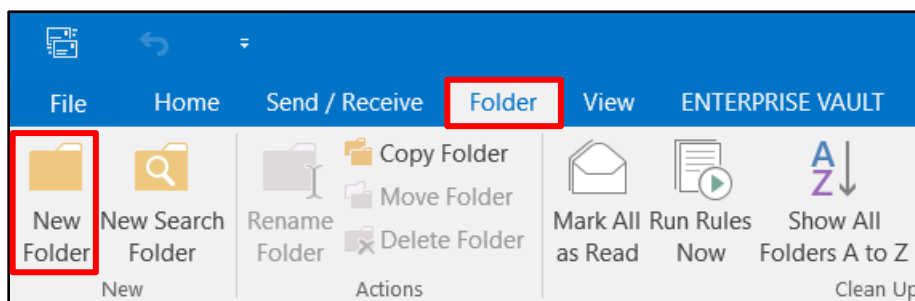 File Home Send / Receive Folder View ENTERPRISE VAULT
New Folder
New Search Folder
Rename Folder
Copy Folder
Move Folder
Delete Folder
Mark All as Read
Run Rules Now
A Z
Show All Folders A to Z
New Actions Clean Up